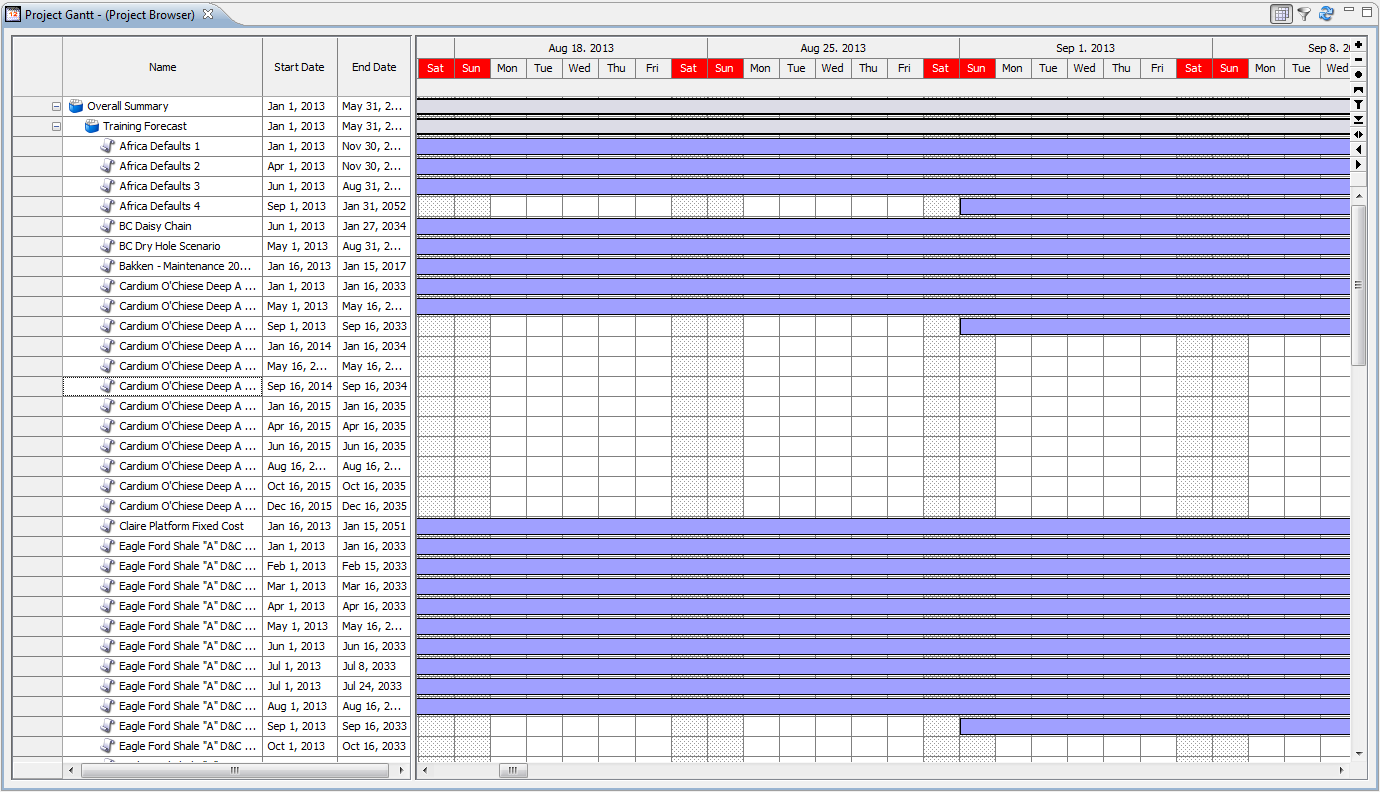 Project Gantt - (Project Browser)
Name Start Date End Date
Aug 18, 2013 Aug 25, 2013 Sep 1, 2013 Sep 8, 2
Sat Sun Mon Tue Wed Thu Fri Sat Sun Mon Tue Wed Thu Fri Sat Sun Mon Tue Wed Thu Fri Sat Sun Mon Tue Wed
Overall Summary Jan 1, 2013 May 31, 2...
Training Forecast Jan 1, 2013 May 31, 2...
Africa Defaults 1 Jan 1, 2013 Nov 30, 2...
Africa Defaults 2 Apr 1, 2013 Nov 30, 2...
Africa Defaults 3 Jun 1, 2013 Aug 31, 2...
Africa Defaults 4 Sep 1, 2013 Jan 31, 2052
BC Daisy Chain Jun 1, 2013 Jan 27, 2034
BC Dry Hole Scenario May 1, 2013 Aug 31, 2...
Bakken - Maintenance 20... Jan 16, 2013 Jan 15, 2017
Cardium O'Chiese Deep A ... Jan 1, 2013 Jan 16, 2033
Cardium O'Chiese Deep A ... May 1, 2013 May 16, 2...
Cardium O'Chiese Deep A ... Sep 1, 2013 Sep 16, 2033
Cardium O'Chiese Deep A ... Jan 16, 2014 Jan 16, 2034
Cardium O'Chiese Deep A ... May 16, 2... May 16, 2...
Cardium O'Chiese Deep A ... Sep 16, 2014 Sep 16, 2034
Cardium O'Chiese Deep A ... Jan 16, 2015 Jan 16, 2035
Cardium O'Chiese Deep A ... Apr 16, 2015 Apr 16, 2035
Cardium O'Chiese Deep A ... Jun 16, 2015 Jun 16, 2035
Cardium O'Chiese Deep A ... Aug 16, 2... Aug 16, 2...
Cardium O'Chiese Deep A ... Oct 16, 2015 Oct 16, 2035
Cardium O'Chiese Deep A ... Dec 16, 2015 Dec 16, 2035
Claire Platform Fixed Cost Jan 16, 2013 Jan 15, 2051
Eagle Ford Shale "A" D&C ... Jan 1, 2013 Jan 16, 2033
Eagle Ford Shale "A" D&C ... Feb 1, 2013 Feb 15, 2033
Eagle Ford Shale "A" D&C ... Mar 1, 2013 Mar 16, 2033
Eagle Ford Shale "A" D&C ... Apr 1, 2013 Apr 16, 2033
Eagle Ford Shale "A" D&C ... May 1, 2013 May 16, 2...
Eagle Ford Shale "A" D&C ... Jun 1, 2013 Jun 16, 2033
Eagle Ford Shale "A" D&C ... Jul 1, 2013 Jul 8, 2033
Eagle Ford Shale "A" D&C ... Jul 1, 2013 Jul 24, 2033
Eagle Ford Shale "A" D&C ... Aug 1, 2013 Aug 16, 2...
Eagle Ford Shale "A" D&C ... Sep 1, 2013 Sep 16, 2033
Eagle Ford Shale "A" D&C ... Oct 1, 2013 Oct 16, 2033